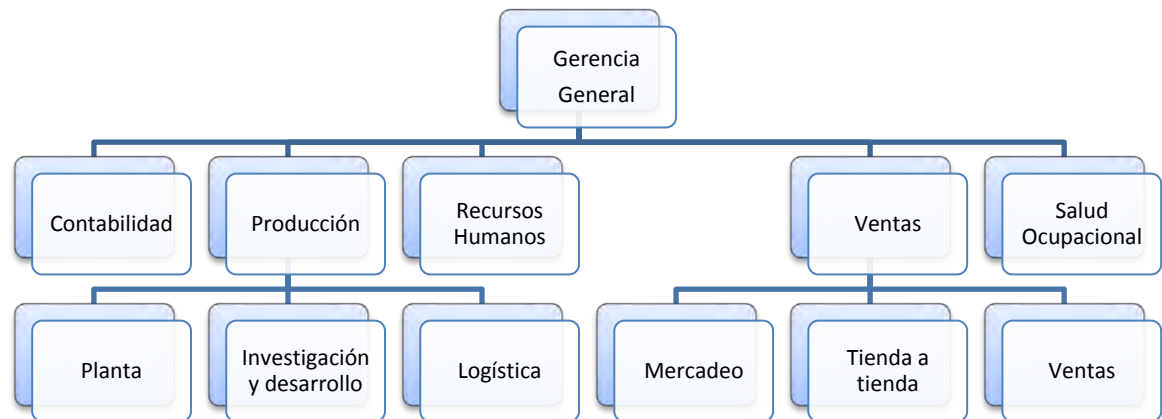 Gerencia
General
Contabilidad
Producción
Recursos
Humanos
Ventas
Salud
Ocupacional
Planta
Investigación
y desarrollo
Logística
Mercadeo
Tienda a
tienda
Ventas